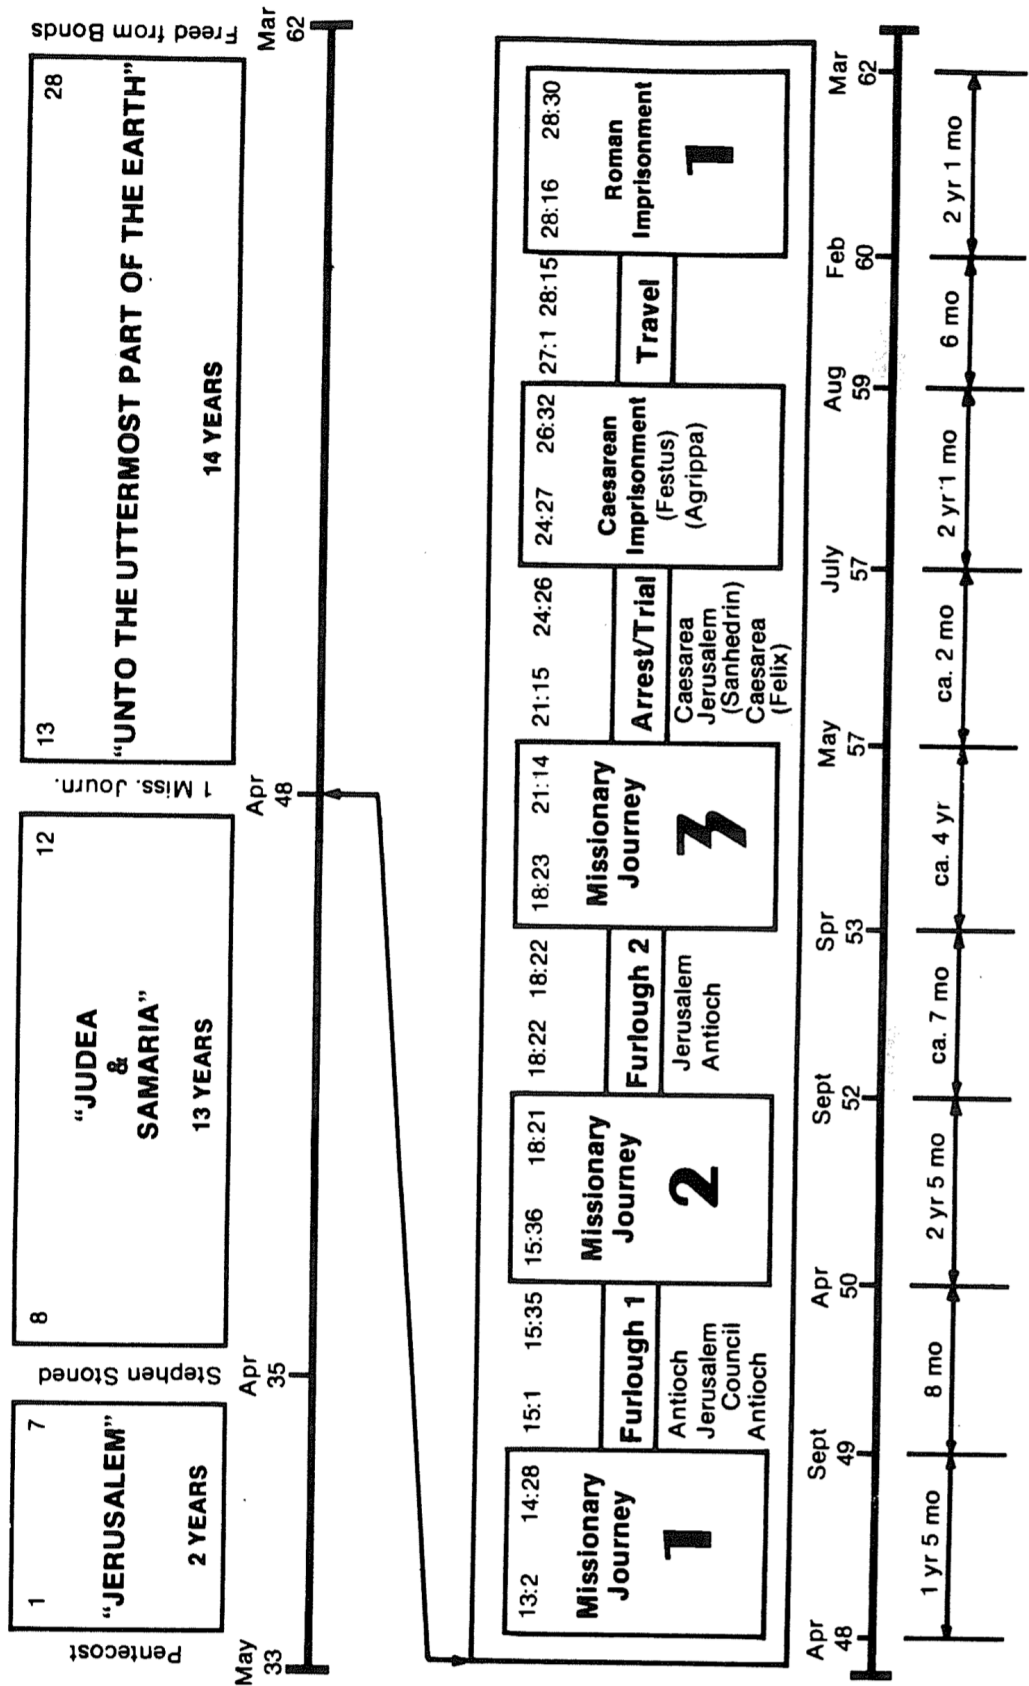 Pentecost
1 7
“JERUSALEM”
2 YEARS
Stephen Stoned
8 12
“JUDEA
&
SAMARIA”
13 YEARS
1 Miss. Journ.
13 28
“UNTO THE UTTERMOST PART OF THE EARTH”
14 YEARS
Treed from Bonds
May
33
Apr
35
Apr
48
Mar
62
13:2 14:28
Missionary
Journey
1
15:1 15:35
Furlough 1
Antioch
Jerusalem
Council
Antioch
15:36 18:21
Missionary
Journey
2
18:22 18:22
Furlough 2
Jerusalem
Antioch
18:23 21:14
Missionary
Journey
3
21:15 24:26
Arrest/Trial
Caesarea
Jerusalem
(Sanhedrin)
Caesarea
(Felix)
24:27 26:32
Caesarean
Imprisonment
(Festus)
(Agrippa)
27:1 28:15
Travel
28:16 28:30
Roman
Imprisonment
1
Apr
48
Sept
49
Apr
50
Sept
52
Spr
53
May
57
July
57
Aug
59
Feb
60
Mar
62
1 yr 5 mo
8 mo
2 yr 5 mo
ca. 7 mo
ca. 4 yr
ca. 2 mo
2 yr 1 mo
6 mo
2 yr 1 mo